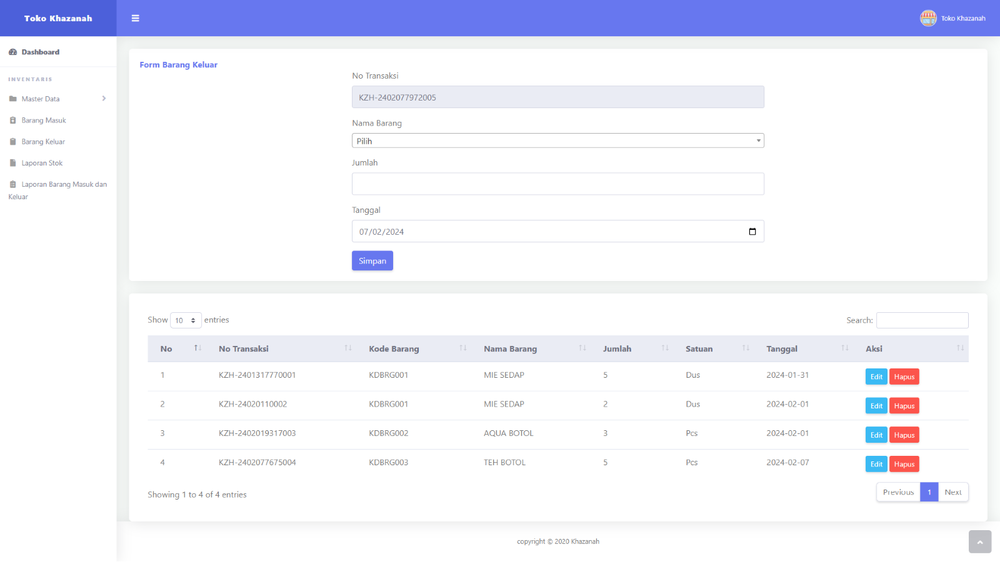 Toko Khazanah
Toko Khazanah
Dashboard
INVENTARIS
Master Data
Barang Masuk
Barang Keluar
Laporan Stok
Laporan Barang Masuk dan
Keluar
Form Barang Keluar
No Transaksi
KZH-2402077972005
Nama Barang
Pilih
Jumlah
Tanggal
07/02/2024
Simpan
Show 10 entries Search:
No No Transaksi Kode Barang Nama Barang Jumlah Satuan Tanggal Aksi
1 KZH-2401317770001 KDBRG001 MIE SEDAP 5 Dus 2024-01-31 Edit Hapus
2 KZH-24020110002 KDBRG001 MIE SEDAP 2 Dus 2024-02-01 Edit Hapus
3 KZH-2402019317003 KDBRG002 AQUA BOTOL 3 Pcs 2024-02-01 Edit Hapus
4 KZH-2402077675004 KDBRG003 TEH BOTOL 5 Pcs 2024-02-07 Edit Hapus
Showing 1 to 4 of 4 entries Previous 1 Next
copyright © 2020 Khazanah